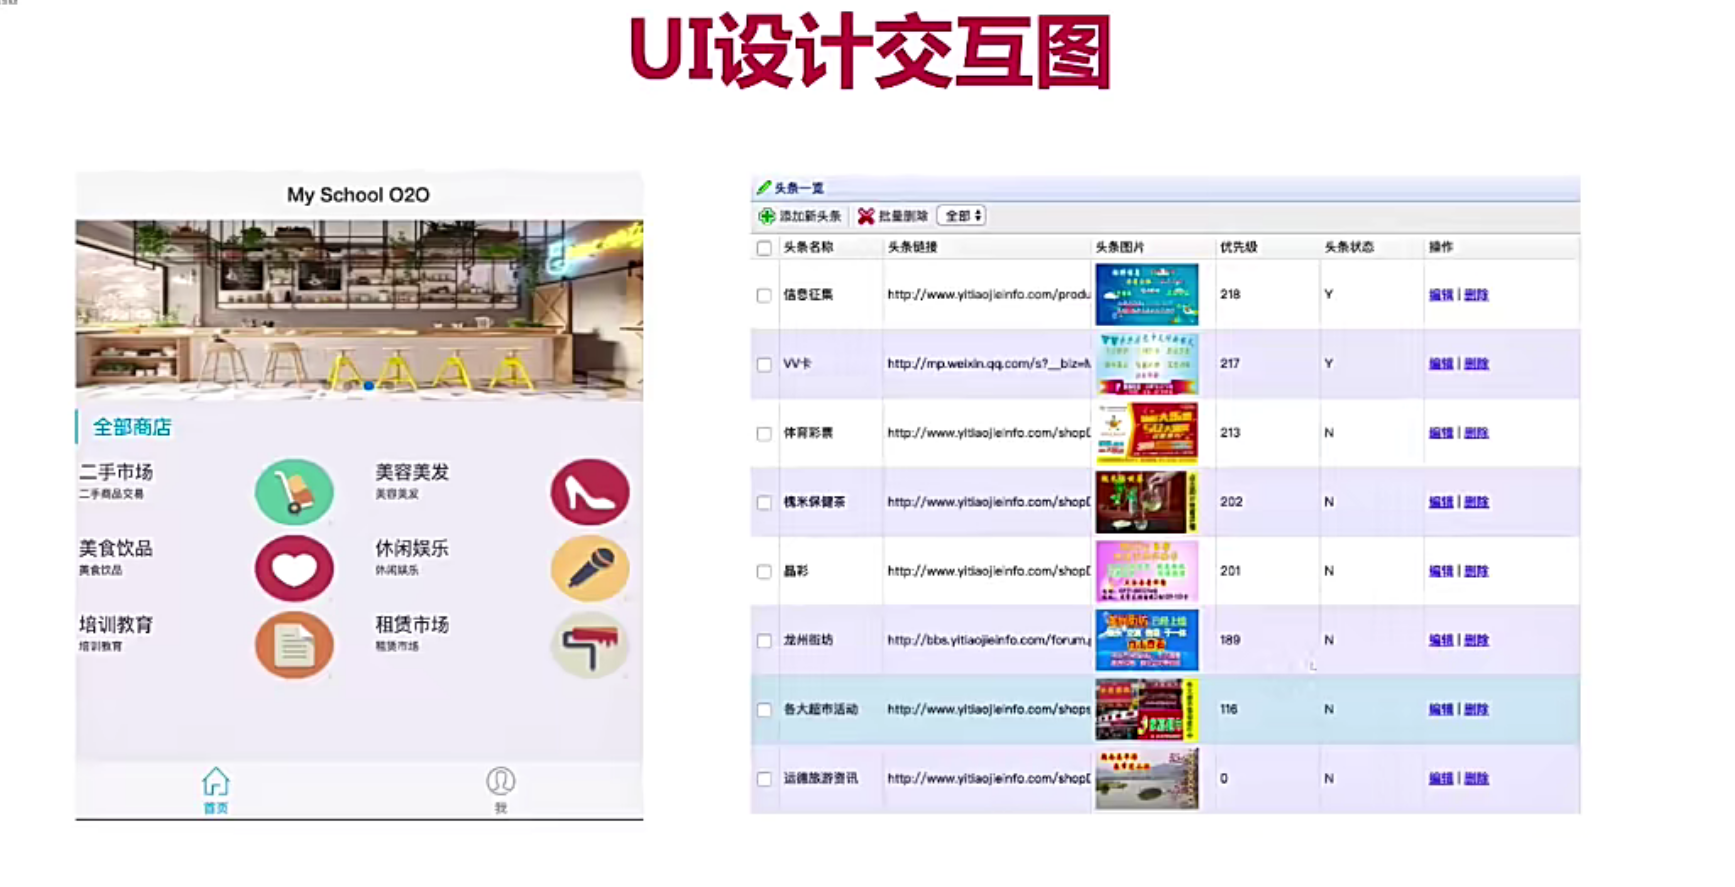 UI设计交互图
My School O2O
全部商店
二手市场
二手商品交易
美容美发
美容美发
美食饮品
美食饮品
休闲娱乐
休闲娱乐
培训教育
培训教育
租赁市场
租赁市场
首页
我
头条一览
添加新头条 批量删除 全部
头条名称 头条链接 头条图片 优先级 头条状态 操作
信息征集 http://www.yitiaojieinfo.com/produ 218 Y 编辑 | 删除
VV卡 http://mp.weixin.qq.com/s?__biz=M 217 Y 编辑 | 删除
体育彩票 http://www.yitiaojieinfo.com/shopD 213 N 编辑 | 删除
槐米保健茶 http://www.yitiaojieinfo.com/shopD 202 N 编辑 | 删除
晶彩 http://www.yitiaojieinfo.com/shopD 201 N 编辑 | 删除
龙州街坊 http://bbs.yitiaojieinfo.com/forum.p 189 N 编辑 | 删除
各大超市活动 http://www.yitiaojieinfo.com/shops 116 N 编辑 | 删除
运德旅游资讯 http://www.yitiaojieinfo.com/shopD 0 N 编辑 | 删除